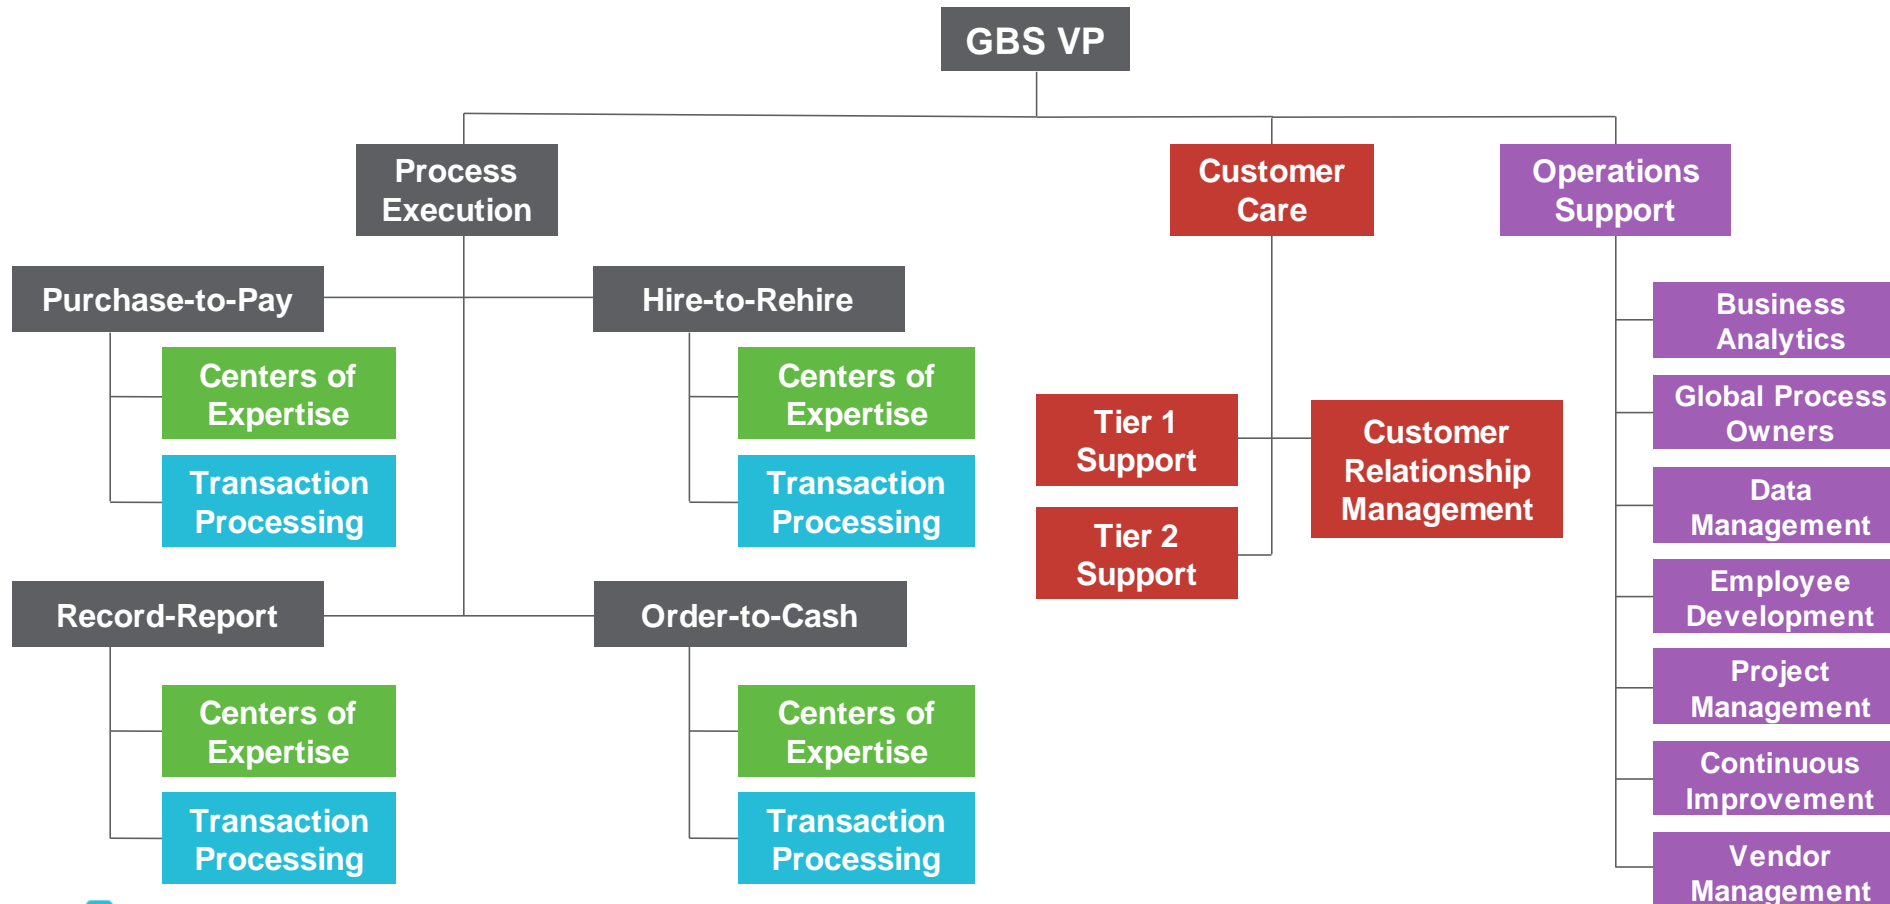 GBS VP
Process
Execution
Customer
Care
Operations
Support
Purchase-to-Pay
Hire-to-Rehire
Centers of
Expertise
Transaction
Processing
Centers of
Expertise
Transaction
Processing
Record-Report
Order-to-Cash
Centers of
Expertise
Transaction
Processing
Centers of
Expertise
Transaction
Processing
Tier 1
Support
Tier 2
Support
Customer
Relationship
Management
Business
Analytics
Global Process
Owners
Data
Management
Employee
Development
Project
Management
Continuous
Improvement
Vendor
Management